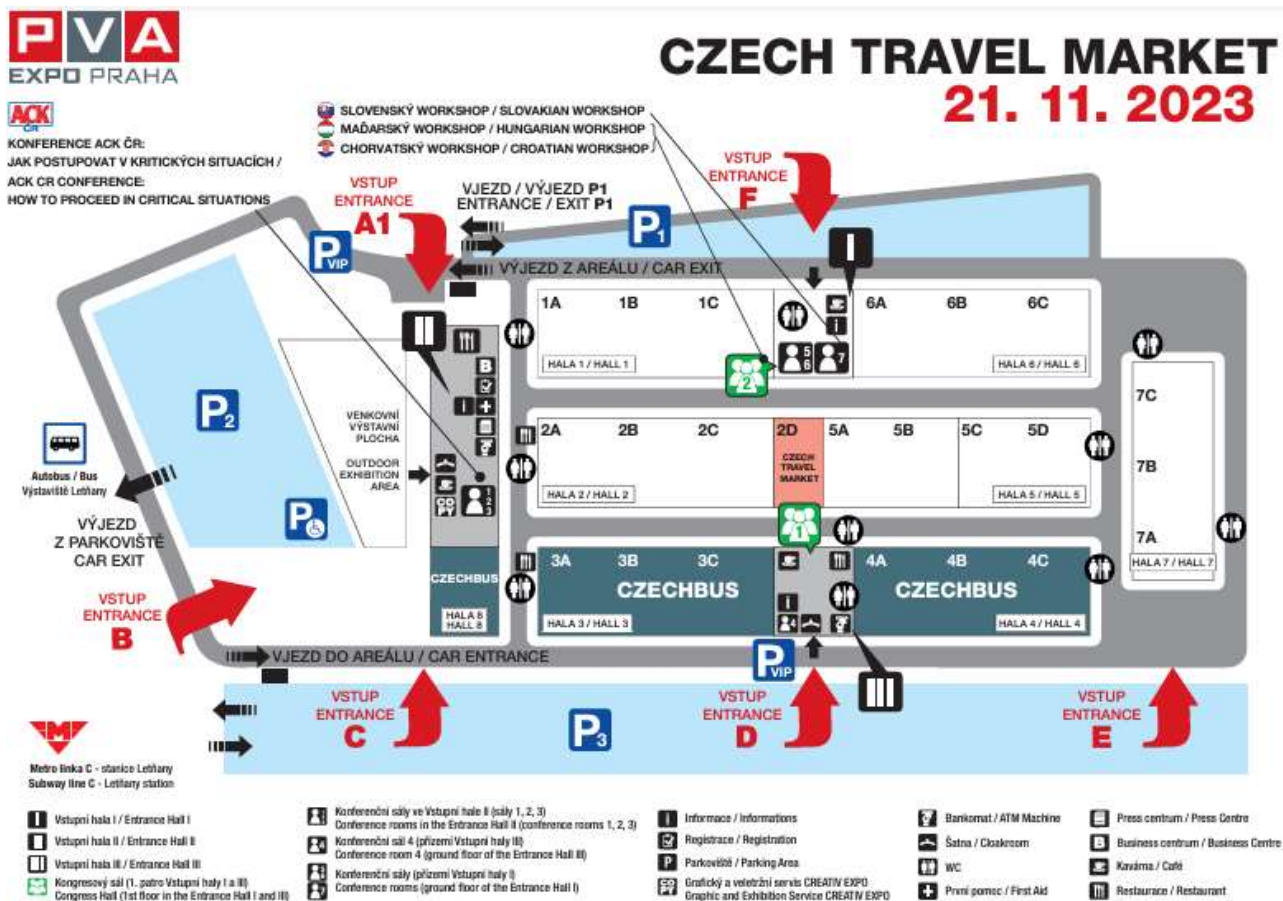 PVA
EXPO PRAHA
CZECH TRAVEL MARKET
21. 11. 2023
ACK
ČR
KONFERENCE ACK ČR:
JAK POSTUPOVAT V KRITICKÝCH SITUACÍCH /
ACK CR CONFERENCE:
HOW TO PROCEED IN CRITICAL SITUATIONS
SLOVENSKÝ WORKSHOP / SLOVAKIAN WORKSHOP
MAĎARSKÝ WORKSHOP / HUNGARIAN WORKSHOP
CHORVATSKÝ WORKSHOP / CROATIAN WORKSHOP
VSTUP
ENTRANCE
A1
VJEZD / VÝJEZD P1
ENTRANCE / EXIT P1
VSTUP
ENTRANCE
F
P1
P VIP
VÝJEZD Z AREÁLU / CAR EXIT
I
II
1A 1B 1C
6A 6B 6C
HALA 1 / HALL 1
HALA 6 / HALL 6
5
6
7
2
B
i
P2
VENKOVNÍ
VÝSTAVNÍ
PLOCHA
OUTDOOR
EXHIBITION
AREA
1
2
3
2A 2B 2C 2D 5A 5B 5C 5D
CZECH
TRAVEL
MARKET
HALA 2 / HALL 2
HALA 5 / HALL 5
7C
7B
7A
HALA 7 / HALL 7
Autobus / Bus
Výstaviště Letňany
VÝJEZD
Z PARKOVIŠTĚ
CAR EXIT
P
1
3A 3B 3C 4A 4B 4C
CZECHBUS
CZECHBUS
CZECHBUS
HALA 8
HALL 8
HALA 3 / HALL 3
HALA 4 / HALL 4
i
4
VSTUP
ENTRANCE
B
VJEZD DO AREÁLU / CAR ENTRANCE
P VIP
III
VSTUP
ENTRANCE
C
P3
VSTUP
ENTRANCE
D
VSTUP
ENTRANCE
E
M
Metro linka C - stanice Letňany
Subway line C - Letňany station
Vstupní hala I / Entrance Hall I
Vstupní hala II / Entrance Hall II
Vstupní hala III / Entrance Hall III
Kongresový sál (1. patro Vstupní haly I a III)
Congress Hall (1st floor in the Entrance Hall I and III)
Konferenční sály ve Vstupní hale II (sály 1, 2, 3)
Conference rooms in the Entrance Hall II (conference rooms 1, 2, 3)
Konferenční sál 4 (přízemí Vstupní haly III)
Conference room 4 (ground floor of the Entrance Hall III)
Konferenční sály (přízemí Vstupní haly I)
Conference rooms (ground floor of the Entrance Hall I)
Informace / Informations
Registrace / Registration
Parkoviště / Parking Area
Grafický a veletržní servis CREATIV EXPO
Graphic and Exhibition Service CREATIV EXPO
Bankomat / ATM Machine
Šatna / Cloakroom
WC
První pomoc / First Aid
Press centrum / Press Centre
Business centrum / Business Centre
Kavárna / Café
Restaurace / Restaurant